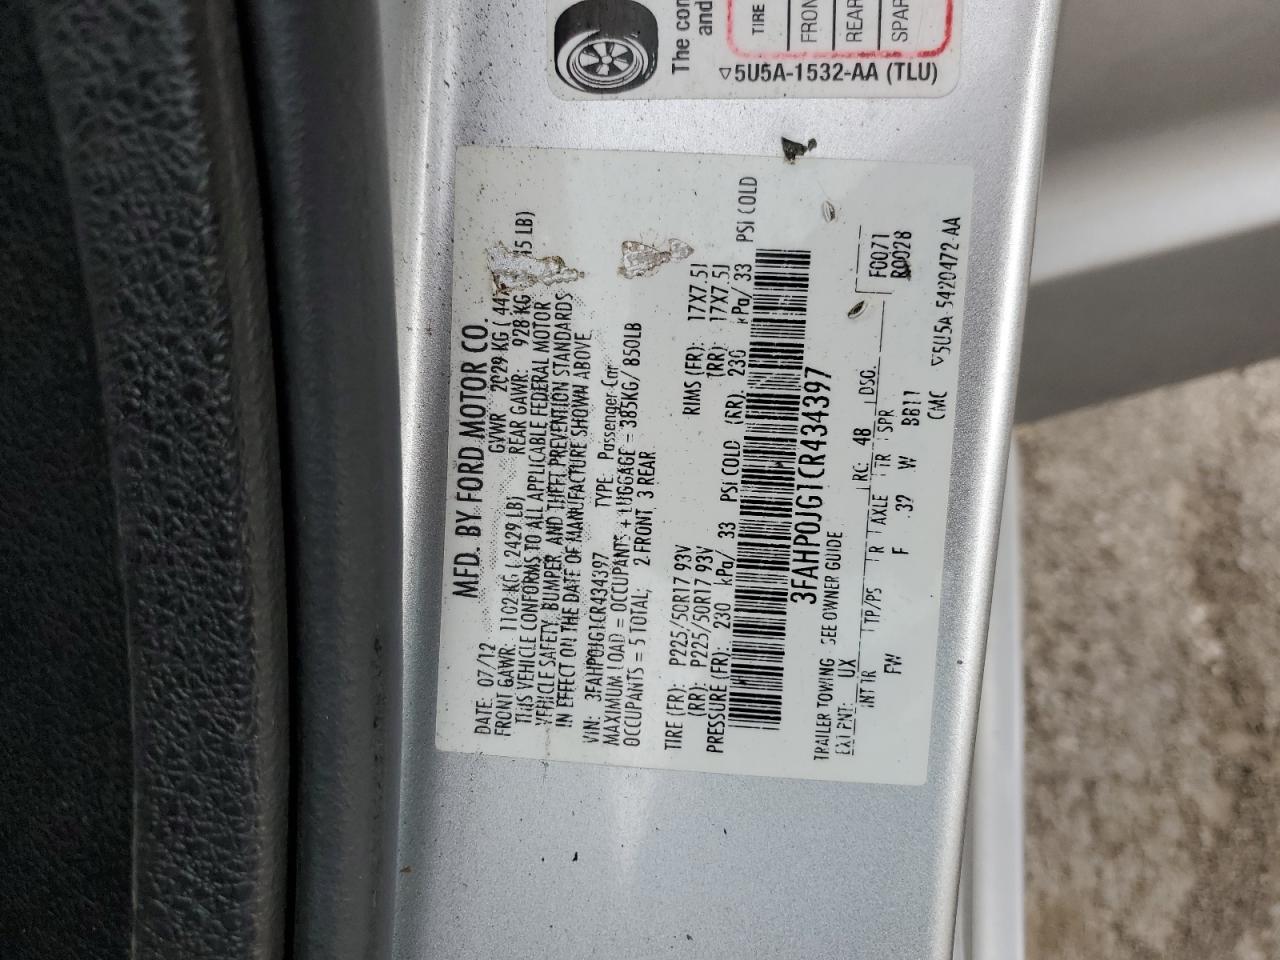 The con
and
TIRE
FRON
REAR
SPAR
▽5U5A-1532-AA (TLU)
MFD. BY FORD MOTOR CO.
DATE: 07/12 GVWR: 2029 KG ( 447 5 LB)
FRONT GAWR: 1102 KG ( 2429 LB) REAR GAWR: 928 KG
THIS VEHICLE CONFORMS TO ALL APPLICABLE FEDERAL MOTOR
VEHICLE SAFETY, BUMPER, AND THEFT PREVENTION STANDARDS
IN EFFECT ON THE DATE OF MANUFACTURE SHOWN ABOVE
VIN: 3FAHP0JG1CR434397 TYPE: Passenger Car
MAXIMUM LOAD = OCCUPANTS + LUGGAGE = 385KG/ 850LB
OCCUPANTS = 5 TOTAL; 2 FRONT 3 REAR
TIRE (FR): P225/50R17 93V RIMS (FR): 17X7.5J
(RR): P225/50R17 93V (RR): 17X7.5J
PRESSURE (FR): 230 kPa/ 33 PSI COLD (RR): 230 kPa/ 33 PSI COLD
3FAHP0JG1CR434397
TRAILER TOWING - SEE OWNER GUIDE
EXT PNT: UX RC: 48 DSG:
INT TR TP/PS R AXLE TR SPR F0071
FW F 32 W BB11 R0028
CMC ▽5U5A-5420472-AA